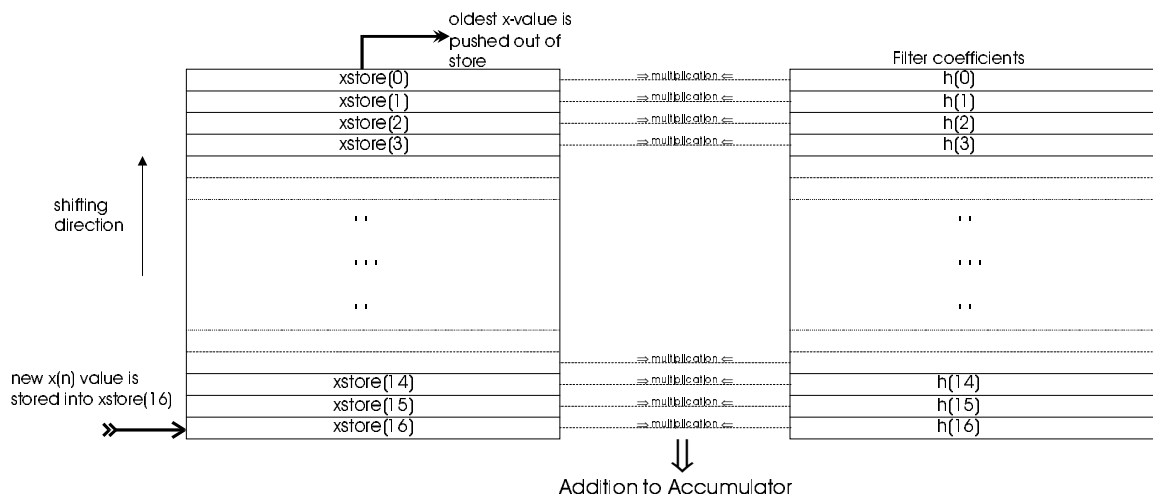 oldest x-value is
pushed out of
store
Filter coefficients
xstore(0) ⇒ multiplication ⇐ h(0)
xstore(1) ⇒ multiplication ⇐ h(1)
xstore(2) ⇒ multiplication ⇐ h(2)
xstore(3) ⇒ multiplication ⇐ h(3)
shifting
direction
⇒ multiplication ⇐
new x(n) value is
stored into xstore(16)
xstore(14) ⇒ multiplication ⇐ h(14)
xstore(15) ⇒ multiplication ⇐ h(15)
xstore(16) ⇒ multiplication ⇐ h(16)
Addition to Accumulator